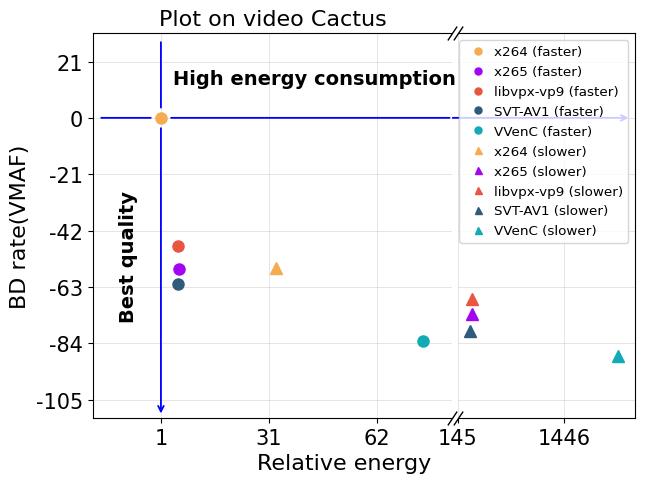 Plot on video Cactus
High energy consumption
Best quality
BD rate(VMAF)
21
0
-21
-42
-63
-84
-105
x264 (faster)
x265 (faster)
libvpx-vp9 (faster)
SVT-AV1 (faster)
VVenC (faster)
x264 (slower)
x265 (slower)
libvpx-vp9 (slower)
SVT-AV1 (slower)
VVenC (slower)
1 31 62 145 1446
Relative energy